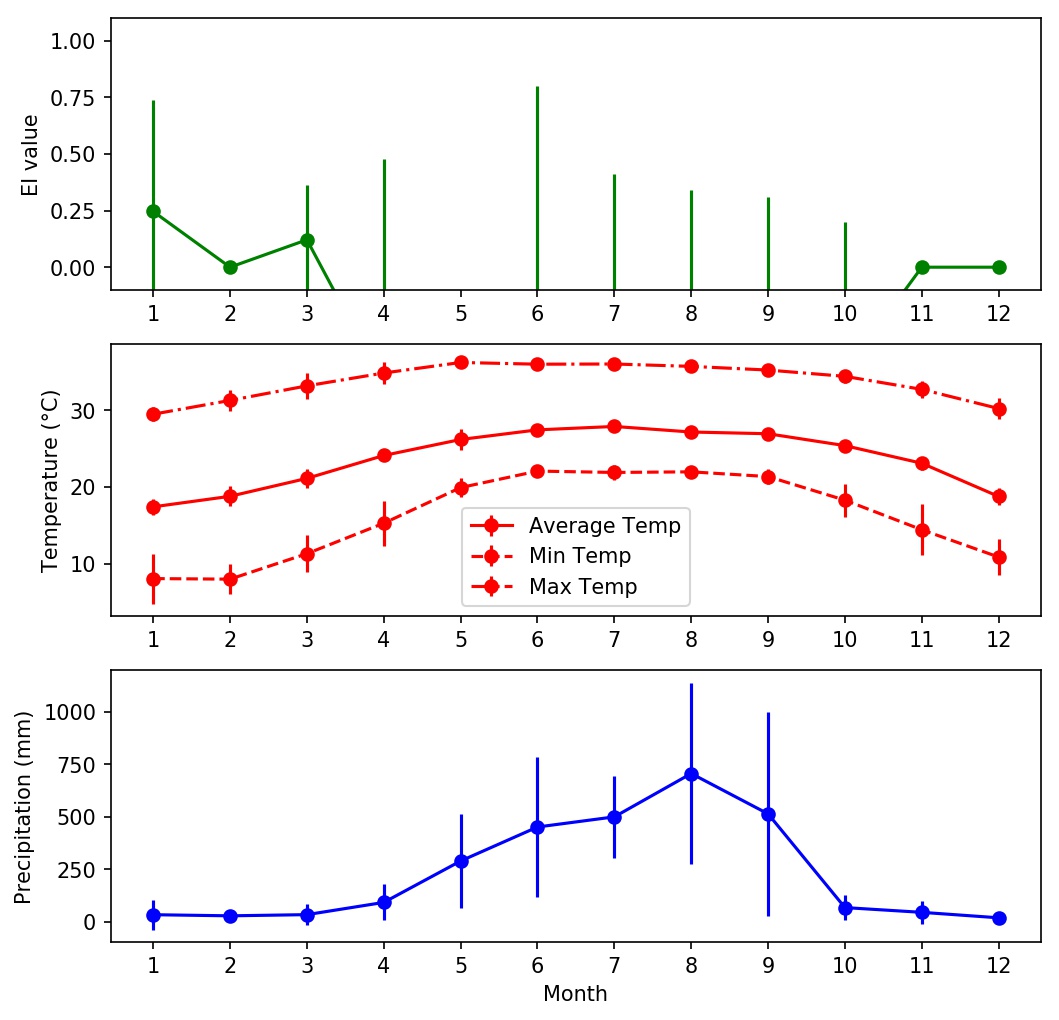 1.00
0.75
0.50
0.25
0.00
EI value
1 2 3 4 5 6 7 8 9 10 11 12
30
20
10
Temperature (°C)
Average Temp
Min Temp
Max Temp
1 2 3 4 5 6 7 8 9 10 11 12
1000
750
500
250
0
Precipitation (mm)
1 2 3 4 5 6 7 8 9 10 11 12
Month